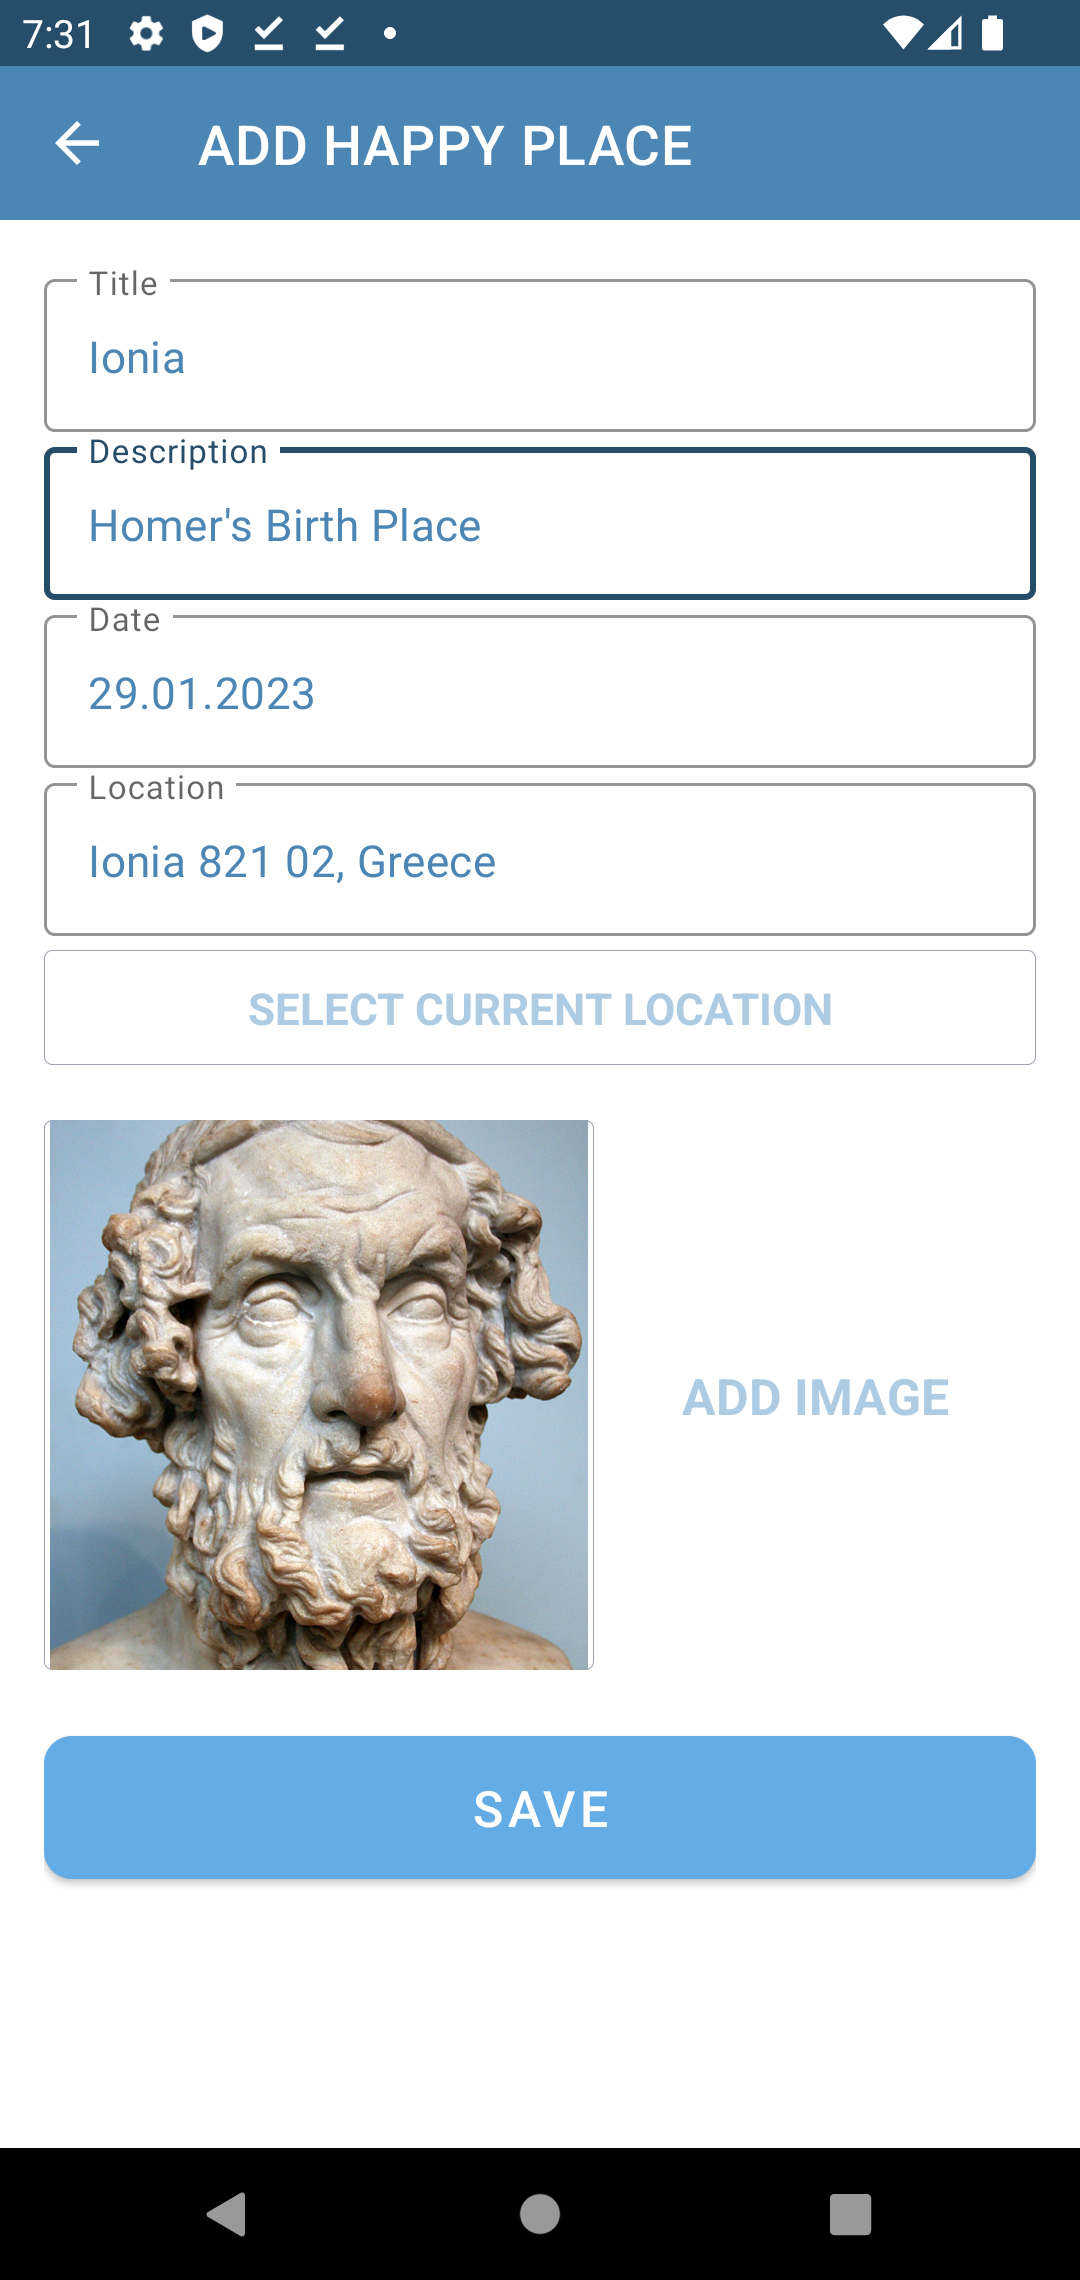 7:31
ADD HAPPY PLACE
Title
Ionia
Description
Homer's Birth Place
Date
29.01.2023
Location
Ionia 821 02, Greece
SELECT CURRENT LOCATION
ADD IMAGE
SAVE